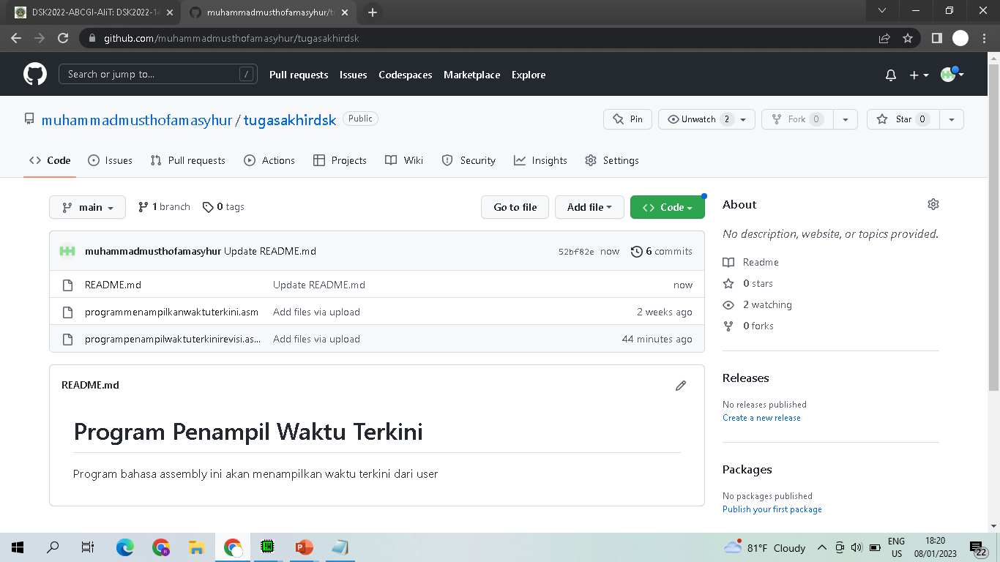 DSK2022-ABCGI-AliT: DSK2022-14
muhammadmusthofamasyhur/t
github.com/muhammadmusthofamasyhur/tugasakhirdsk
Search or jump to... / Pull requests Issues Codespaces Marketplace Explore
muhammadmusthofamasyhur / tugasakhirdsk Public Pin Unwatch 2 Fork 0 Star 0
Code Issues Pull requests Actions Projects Wiki Security Insights Settings
main 1 branch 0 tags Go to file Add file Code
muhammadmusthofamasyhur Update README.md 52bf82e now 6 commits
README.md Update README.md now
programmenampilkanwaktuterkini.asm Add files via upload 2 weeks ago
programpenampilwaktuterkinirevisi.as... Add files via upload 44 minutes ago
README.md
Program Penampil Waktu Terkini
Program bahasa assembly ini akan menampilkan waktu terkini dari user
About
No description, website, or topics provided.
Readme
0 stars
2 watching
0 forks
Releases
No releases published
Create a new release
Packages
No packages published
Publish your first package
81°F Cloudy ENG US 18:20 08/01/2023 22